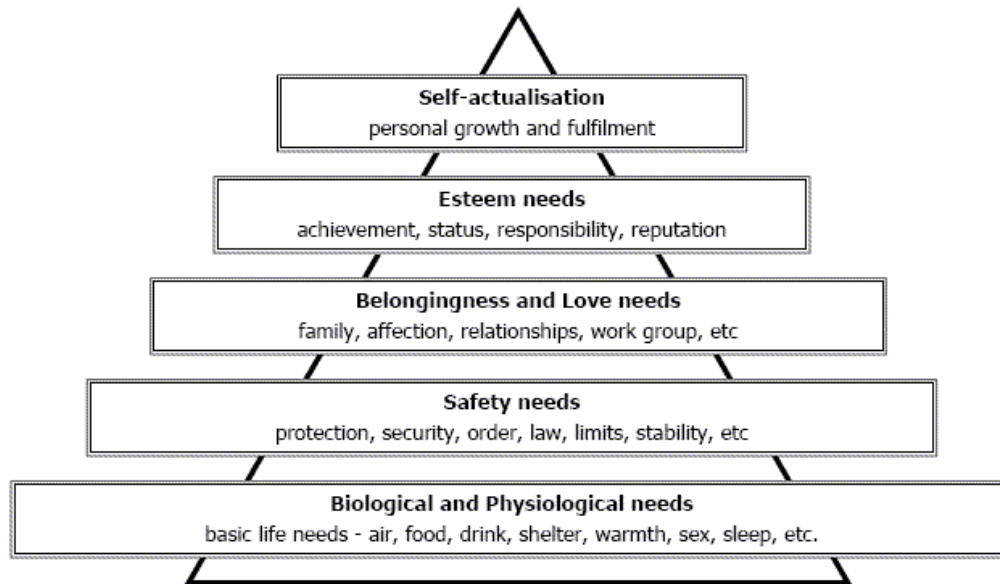 Self-actualisation
personal growth and fulfilment
Esteem needs
achievement, status, responsibility, reputation
Belongingness and Love needs
family, affection, relationships, work group, etc
Safety needs
protection, security, order, law, limits, stability, etc
Biological and Physiological needs
basic life needs - air, food, drink, shelter, warmth, sex, sleep, etc.